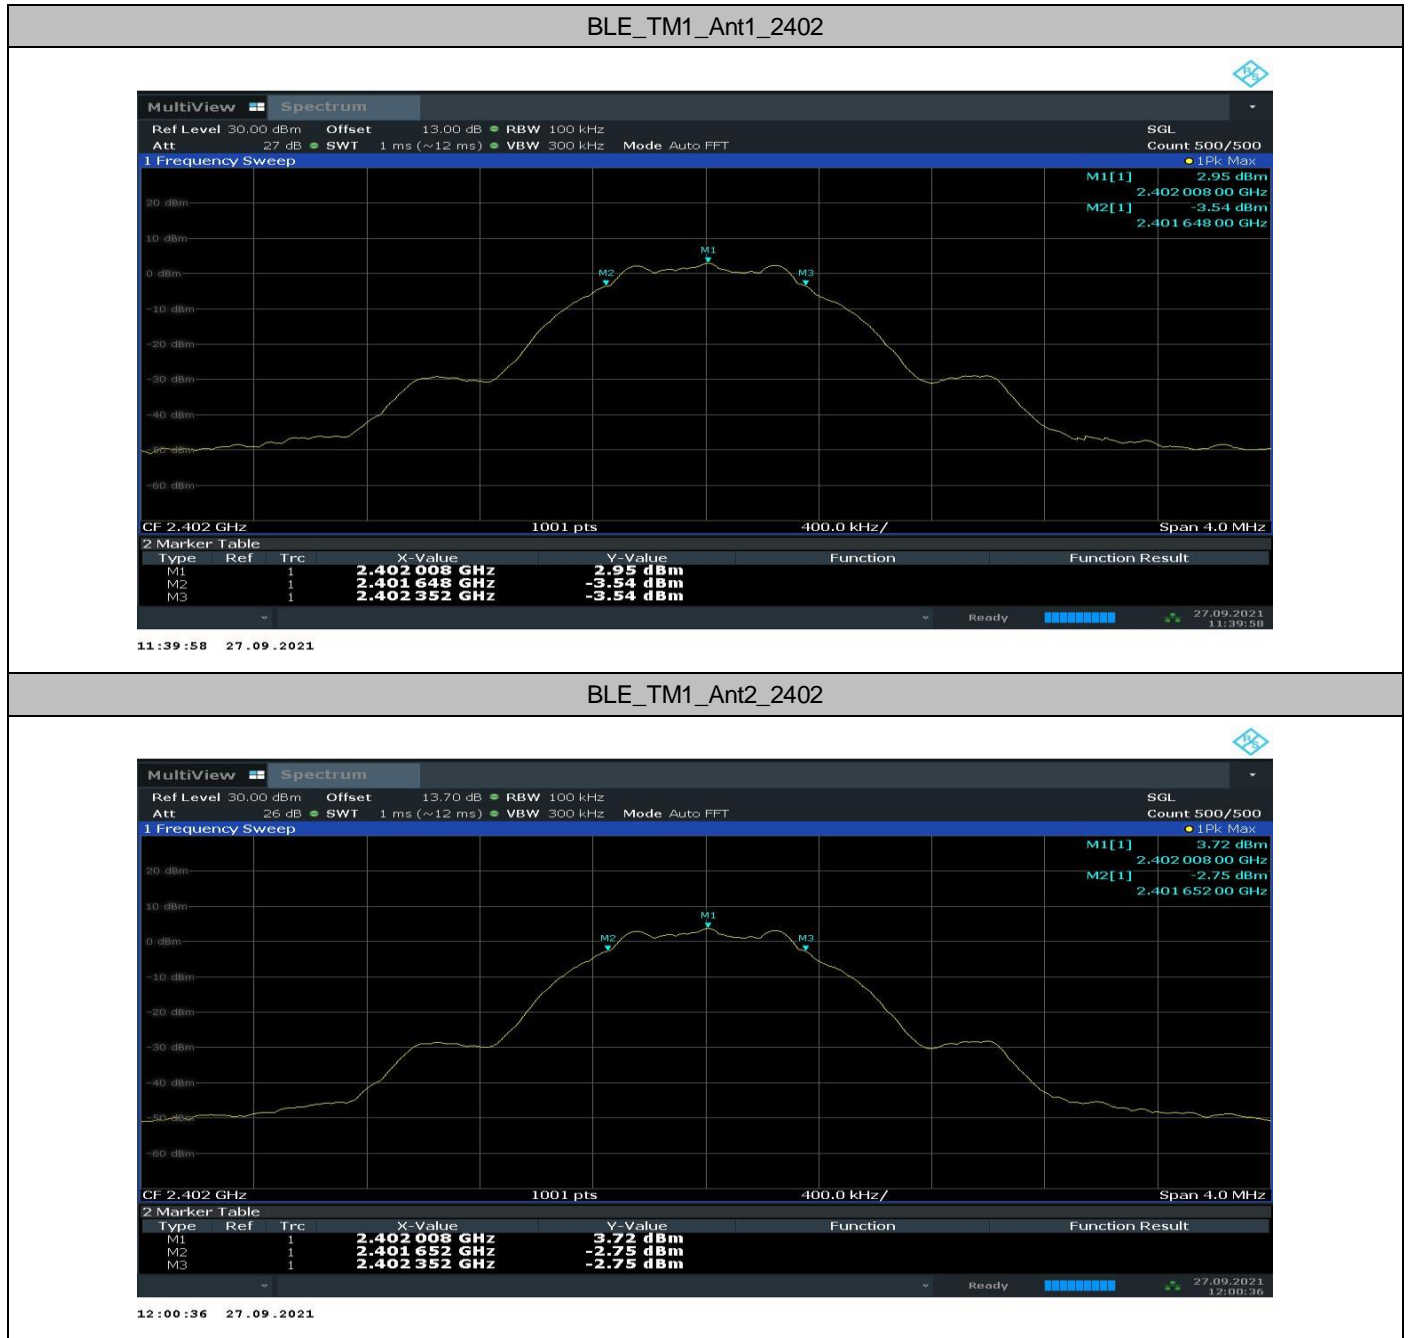 BLE_TM1_Ant1_2402
R&S
MultiView Spectrum
Ref Level 30.00 dBm Offset 13.00 dB RBW 100 kHz SGL
Att 27 dB SWT 1 ms (~12 ms) VBW 300 kHz Mode Auto FFT Count 500/500
1 Frequency Sweep 1Pk Max
M1[1] 2.95 dBm
2.402 008 00 GHz
20 dBm
M2[1] -3.54 dBm
2.401 648 00 GHz
10 dBm
M1
0 dBm
M2 M3
-10 dBm
-20 dBm
-30 dBm
-40 dBm
-50 dBm
-60 dBm
CF 2.402 GHz 1001 pts 400.0 kHz/ Span 4.0 MHz
2 Marker Table
Type Ref Trc X-Value Y-Value Function Function Result
M1 1 2.402 008 GHz 2.95 dBm
M2 1 2.401 648 GHz -3.54 dBm
M3 1 2.402 352 GHz -3.54 dBm
Ready 27.09.2021
11:39:58
11:39:58 27.09.2021
BLE_TM1_Ant2_2402
R&S
MultiView Spectrum
Ref Level 30.00 dBm Offset 13.70 dB RBW 100 kHz SGL
Att 26 dB SWT 1 ms (~12 ms) VBW 300 kHz Mode Auto FFT Count 500/500
1 Frequency Sweep 1Pk Max
M1[1] 3.72 dBm
2.402 008 00 GHz
20 dBm
M2[1] -2.75 dBm
2.401 652 00 GHz
10 dBm
M1
0 dBm
M2 M3
-10 dBm
-20 dBm
-30 dBm
-40 dBm
-50 dBm
-60 dBm
CF 2.402 GHz 1001 pts 400.0 kHz/ Span 4.0 MHz
2 Marker Table
Type Ref Trc X-Value Y-Value Function Function Result
M1 1 2.402 008 GHz 3.72 dBm
M2 1 2.401 652 GHz -2.75 dBm
M3 1 2.402 352 GHz -2.75 dBm
Ready 27.09.2021
12:00:36
12:00:36 27.09.2021